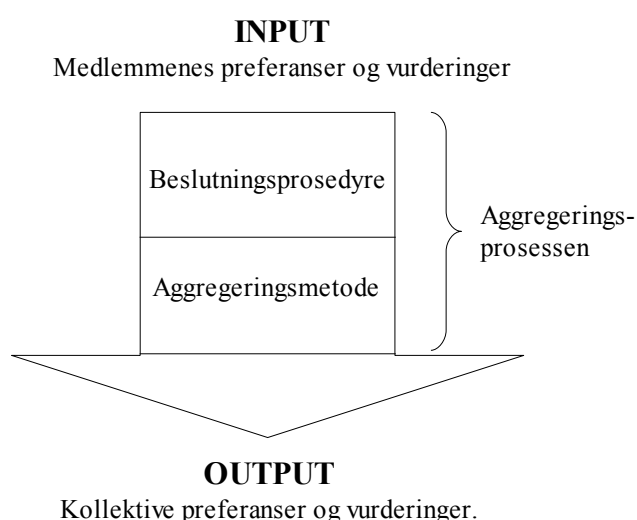 INPUT
Medlemmenes preferanser og vurderinger
Beslutningsprosedyre
Aggregerings-
prosessen
Aggregeringsmetode
OUTPUT
Kollektive preferanser og vurderinger.